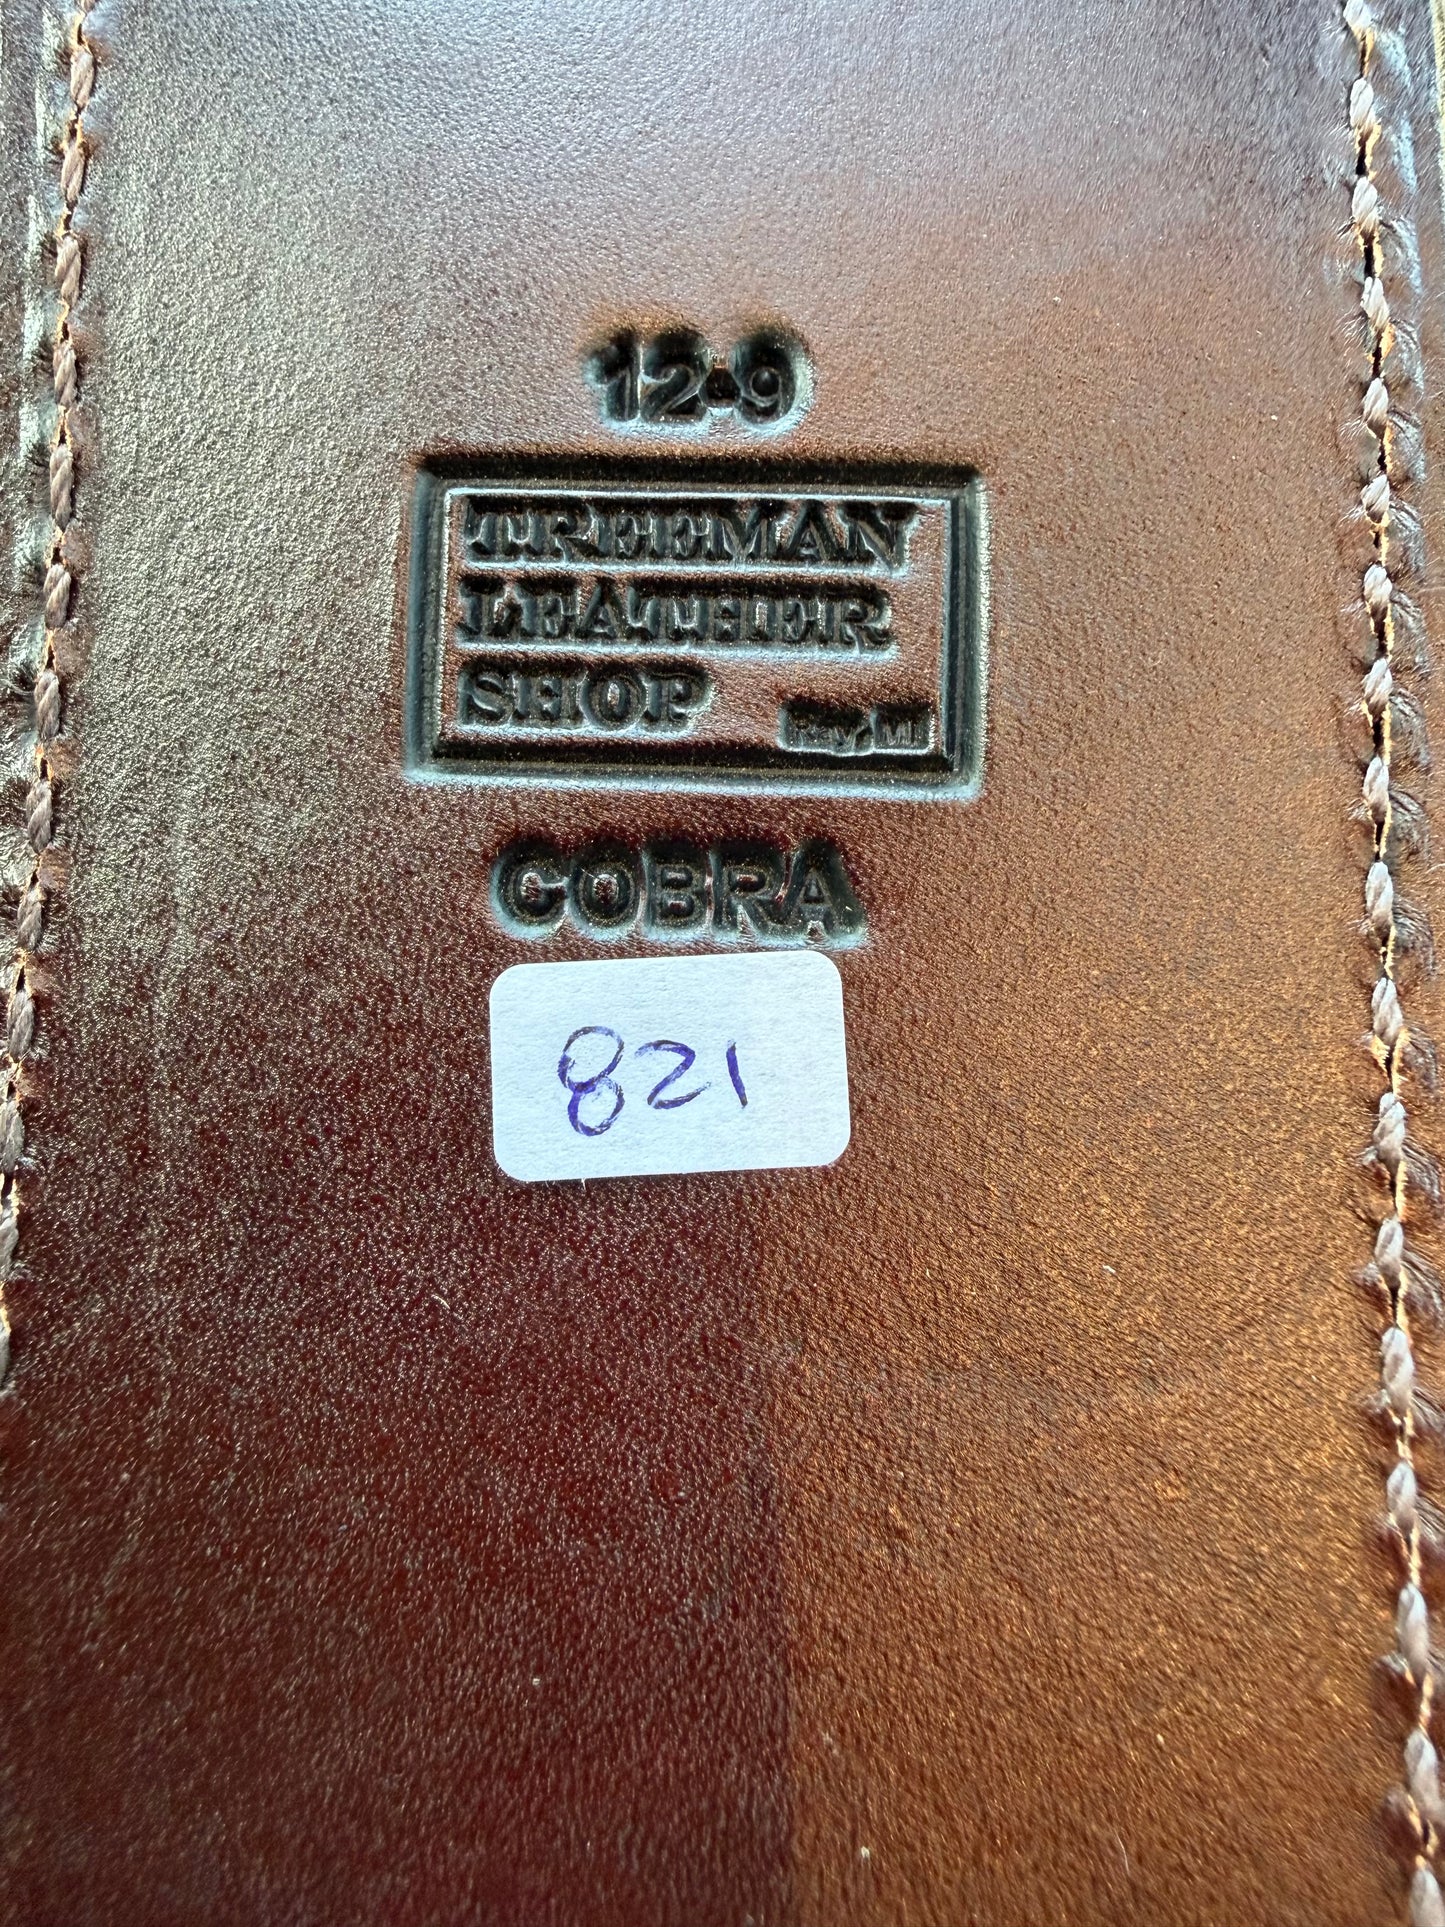 12-9
TREEMAN
LEATHER
SHOP Ray, MI
COBRA
821